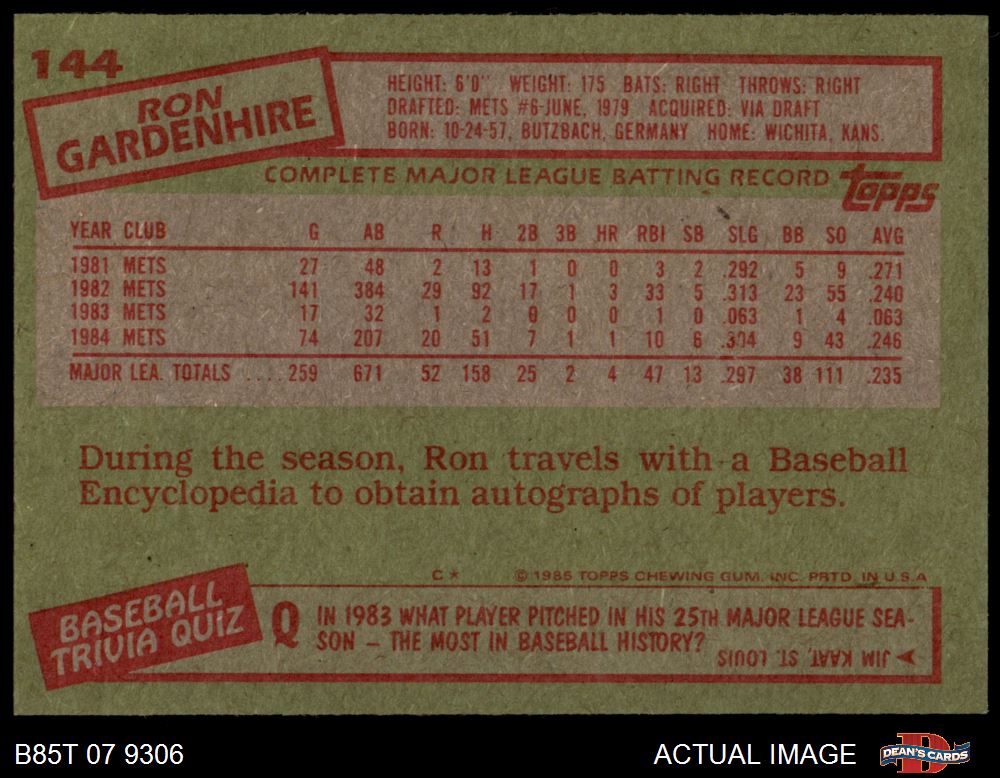 144
RON
GARDENHIRE
HEIGHT: 6'0" WEIGHT: 175 BATS: RIGHT THROWS: RIGHT
DRAFTED: METS #6-JUNE, 1979 ACQUIRED: VIA DRAFT
BORN: 10-24-57, BUTZBACH, GERMANY HOME: WICHITA, KANS.
COMPLETE MAJOR LEAGUE BATTING RECORD topps
YEAR CLUB G AB R H 2B 3B HR RBI SB SLG BB SO AVG
1981 METS 27 48 2 13 1 0 0 3 2 .292 5 9 .271
1982 METS 141 384 29 92 17 1 3 33 5 .313 23 55 .240
1983 METS 17 32 1 2 0 0 0 1 0 .063 1 4 .063
1984 METS 74 207 20 51 7 1 1 10 6 .304 9 43 .246
MAJOR LEA. TOTALS .... 259 671 52 158 25 2 4 47 13 .297 38 111 .235
During the season, Ron travels with a Baseball
Encyclopedia to obtain autographs of players.
C* © 1985 TOPPS CHEWING GUM, INC. PRTD. IN U.S.A
BASEBALL
TRIVIA QUIZ
Q IN 1983 WHAT PLAYER PITCHED IN HIS 25TH MAJOR LEAGUE SEA-
SON – THE MOST IN BASEBALL HISTORY?
JIM KAAT, ST. LOUIS
B85T 07 9306 ACTUAL IMAGE DEAN'S CARDS